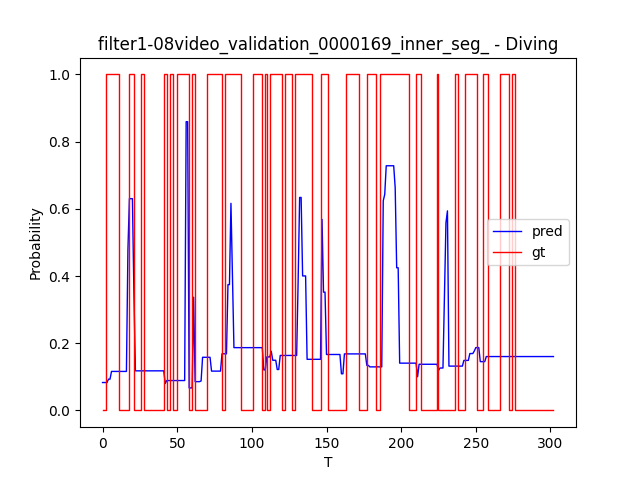 filter1-08video_validation_0000169_inner_seg_ - Diving
1.0
0.8
0.6
0.4
0.2
0.0
Probability
pred
gt
0 50 100 150 200 250 300
T